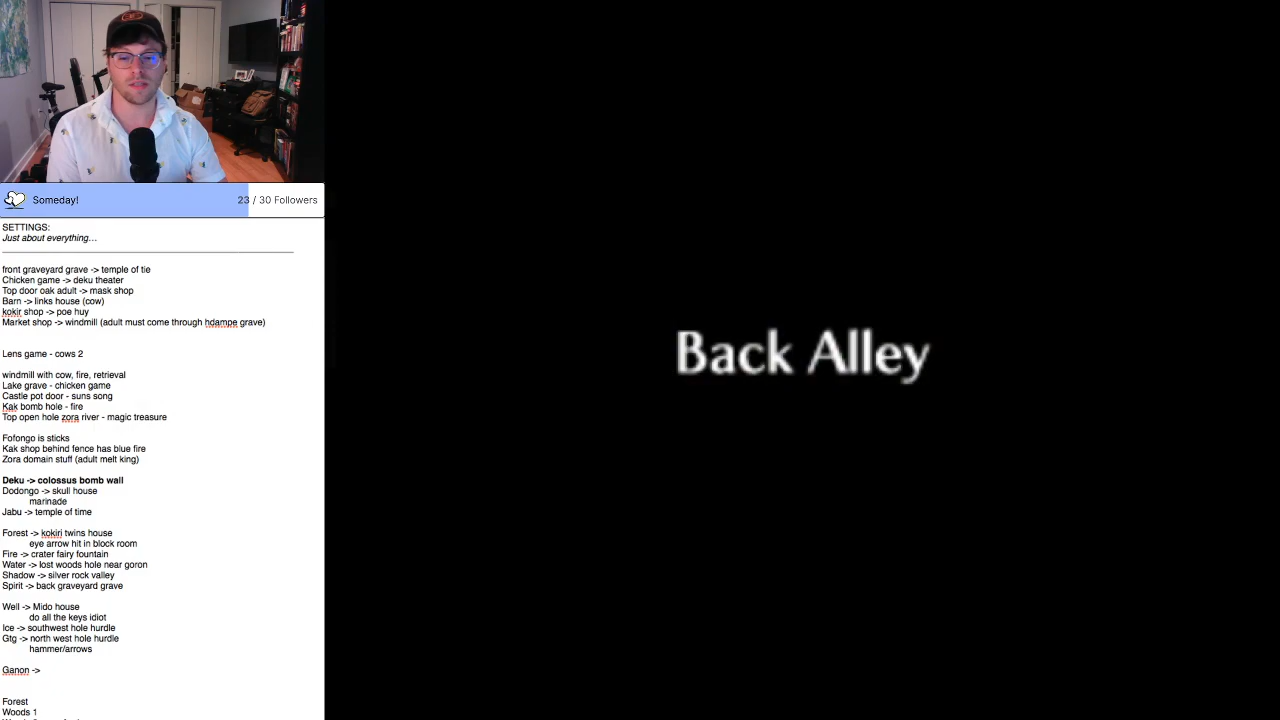 Someday!
23 / 30 Followers
SETTINGS:
Just about everything…
front graveyard grave -> temple of tie
Chicken game -> deku theater
Top door oak adult -> mask shop
Barn -> links house (cow)
kokir shop -> poe huy
Market shop -> windmill (adult must come through hdampe grave)
Lens game - cows 2
windmill with cow, fire, retrieval
Lake grave - chicken game
Castle pot door - suns song
Kak bomb hole - fire
Top open hole zora river - magic treasure
Fofongo is sticks
Kak shop behind fence has blue fire
Zora domain stuff (adult melt king)
Deku -> colossus bomb wall
Dodongo -> skull house
marinade
Jabu -> temple of time
Forest -> kokiri twins house
eye arrow hit in block room
Fire -> crater fairy fountain
Water -> lost woods hole near goron
Shadow -> silver rock valley
Spirit -> back graveyard grave
Well -> Mido house
do all the keys idiot
Ice -> southwest hole hurdle
Gtg -> north west hole hurdle
hammer/arrows
Ganon ->
Forest
Woods 1
Back Alley